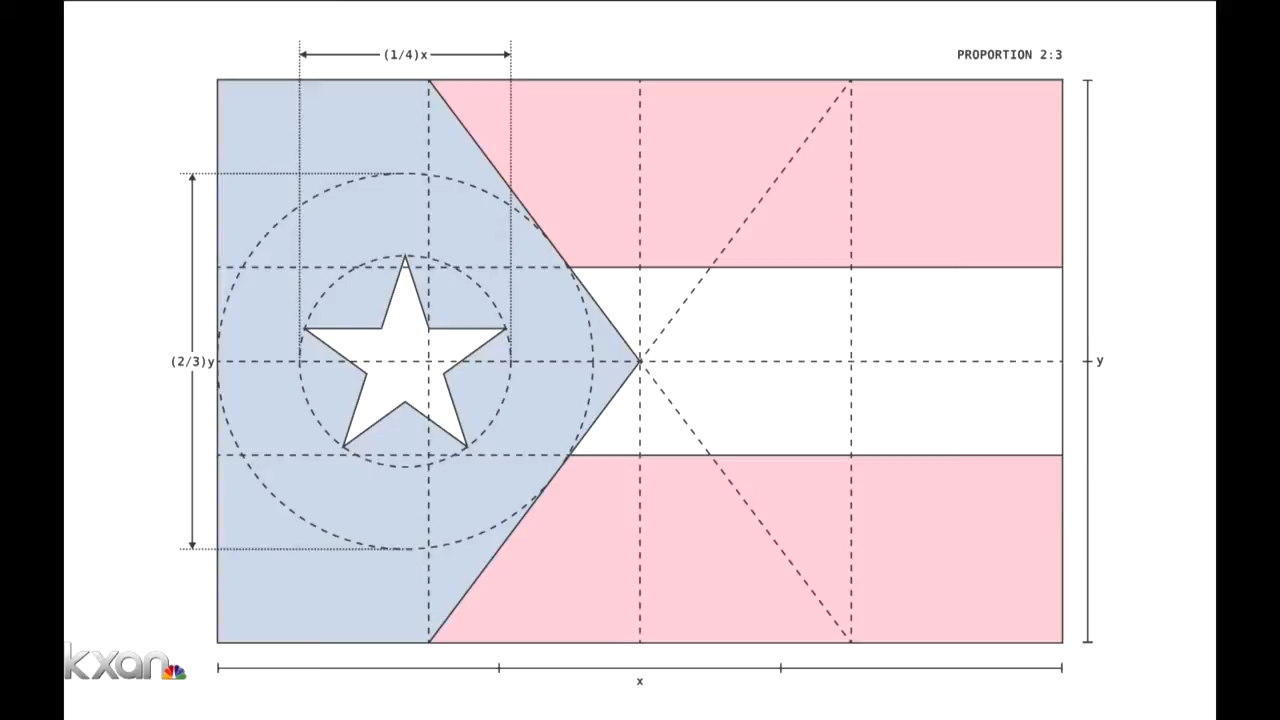 (1/4)x
PROPORTION 2:3
(2/3)y
y
kxan
x